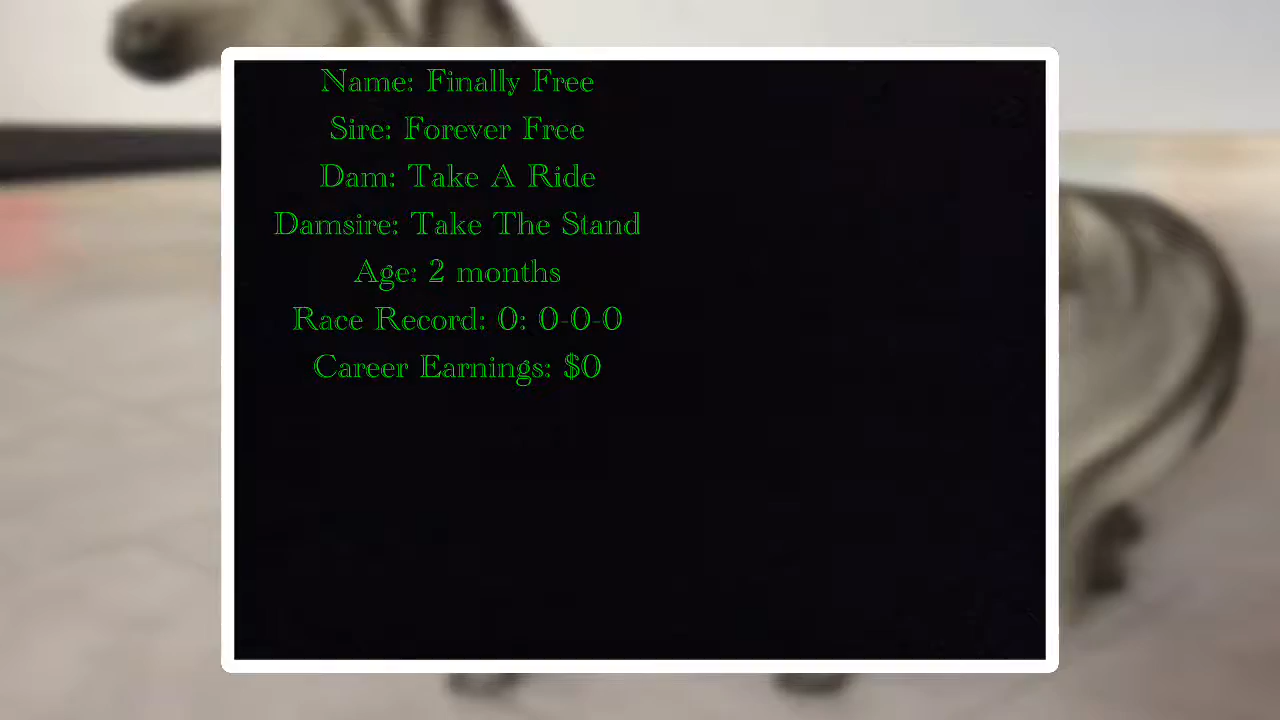 Name: Finally Free
Sire: Forever Free
Dam: Take A Ride
Damsire: Take The Stand
Age: 2 months
Race Record: 0: 0-0-0
Career Earnings: $0